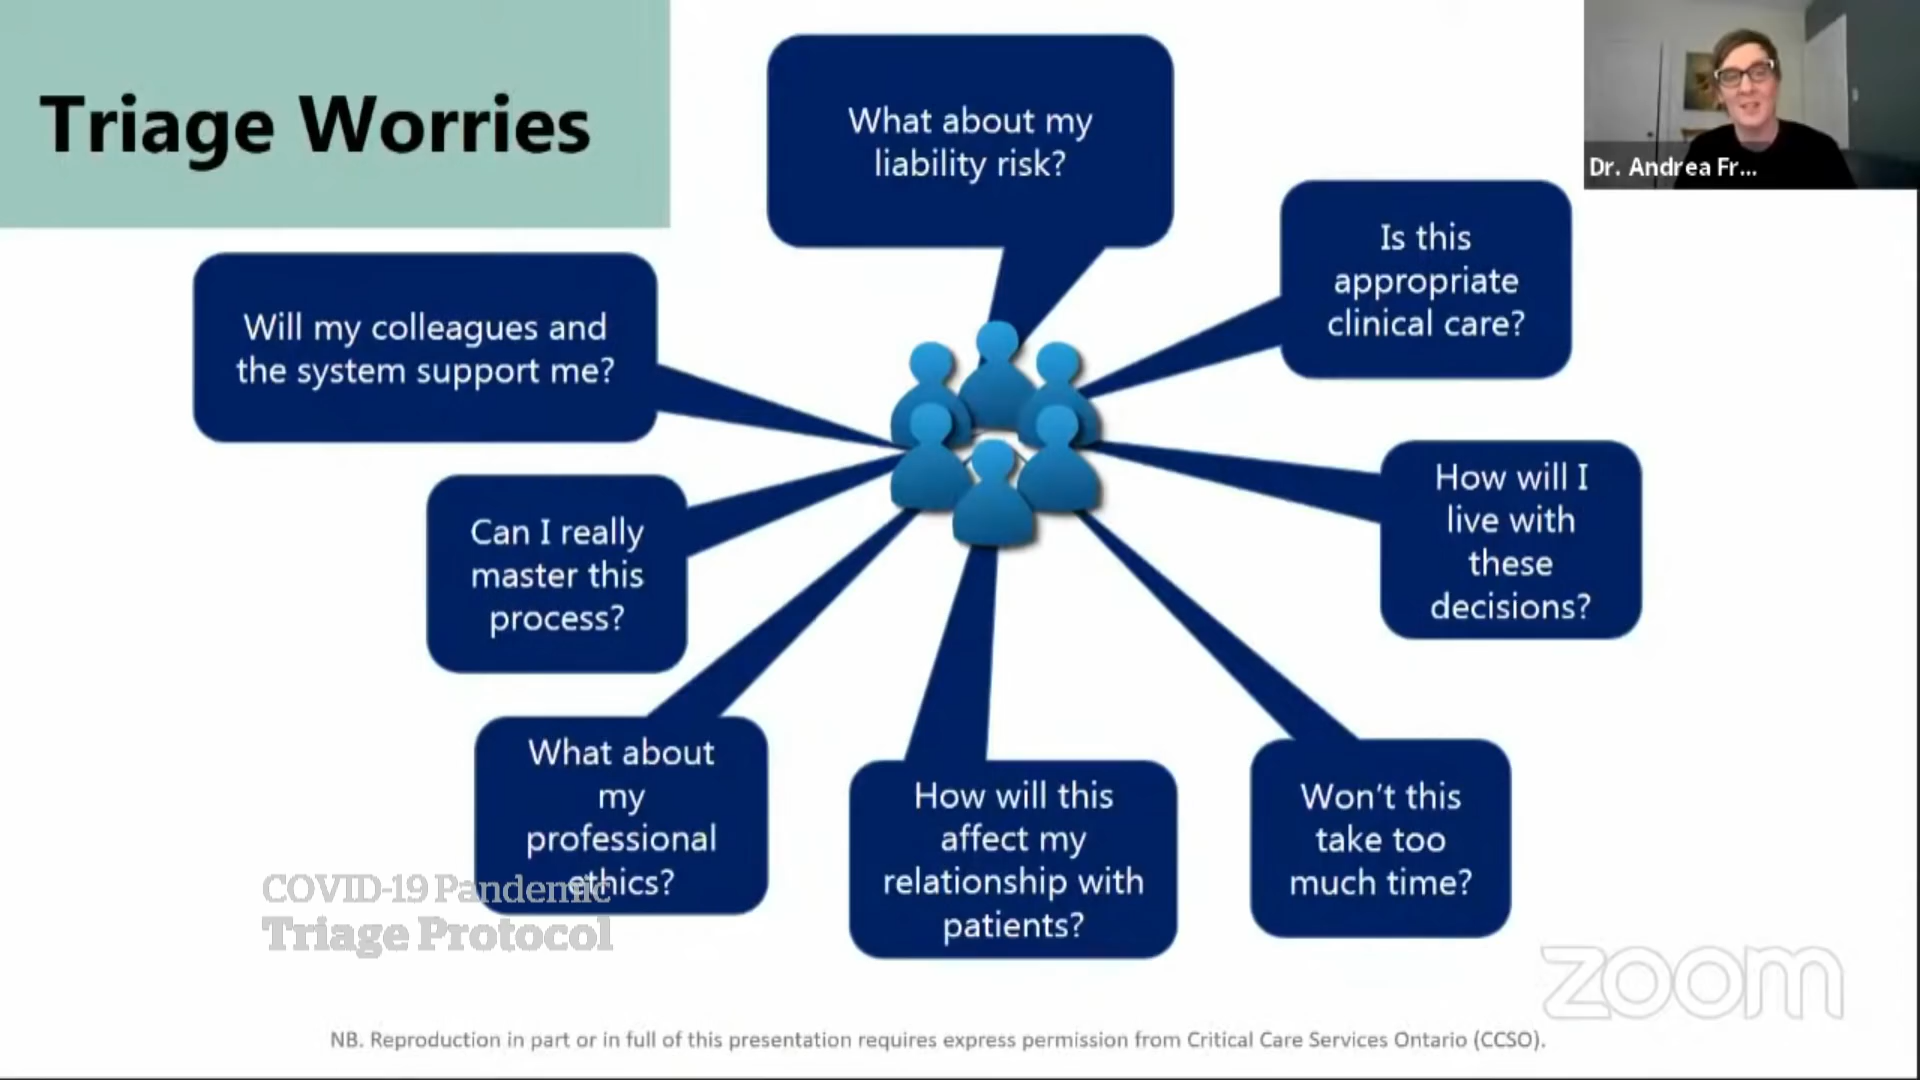 Triage Worries
What about my
liability risk?
Dr. Andrea Fr...
Is this
appropriate
clinical care?
Will my colleagues and
the system support me?
How will I
live with
these
decisions?
Can I really
master this
process?
What about
my
professional
ethics?
How will this
affect my
relationship with
patients?
Won't this
take too
much time?
COVID-19 Pandemic
Triage Protocol
zoom
NB. Reproduction in part or in full of this presentation requires express permission from Critical Care Services Ontario (CCSO).